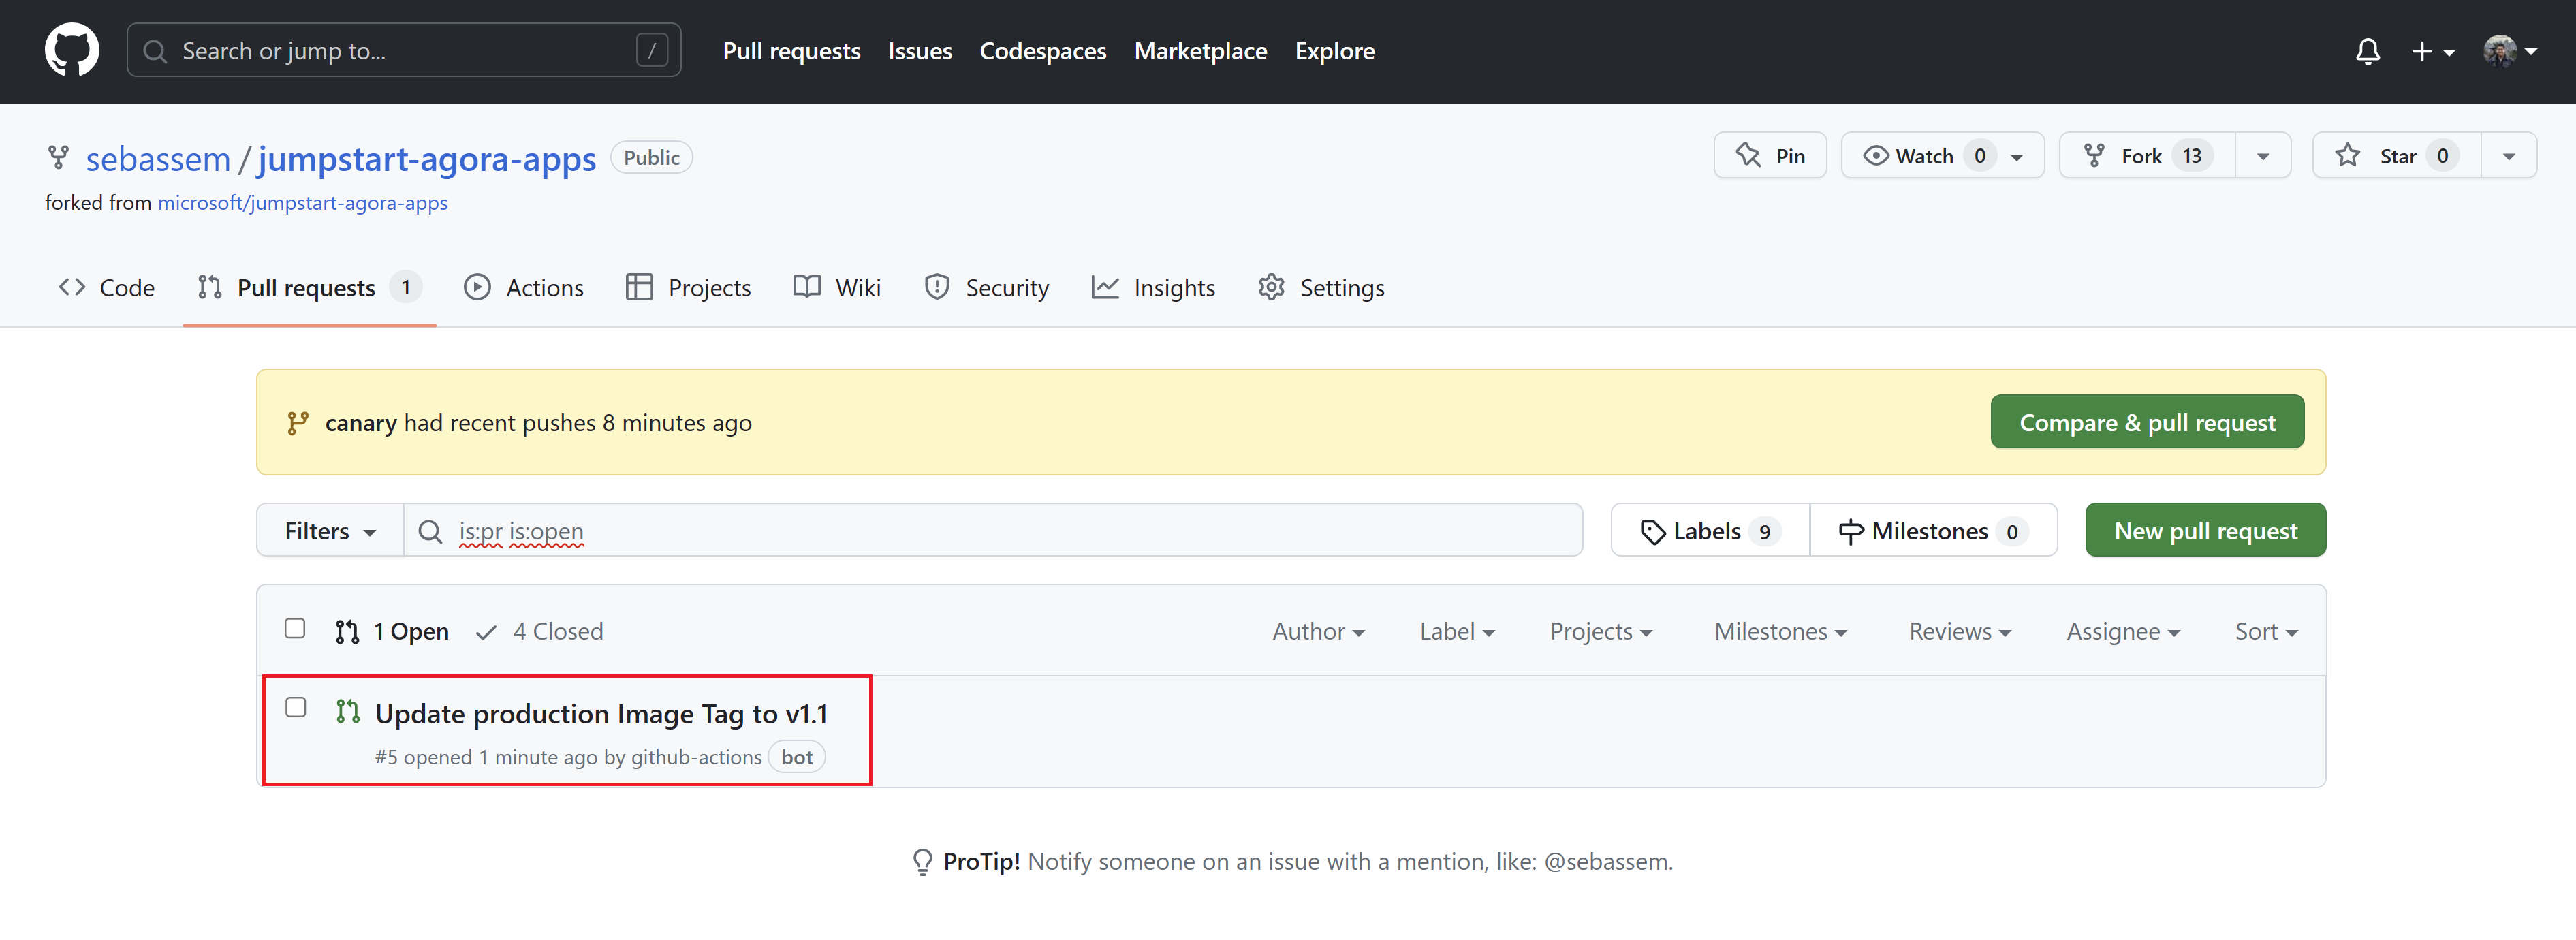 Search or jump to... / Pull requests Issues Codespaces Marketplace Explore
sebassem / jumpstart-agora-apps Public Pin Watch 0 Fork 13 Star 0
forked from microsoft/jumpstart-agora-apps
Code Pull requests 1 Actions Projects Wiki Security Insights Settings
canary had recent pushes 8 minutes ago Compare & pull request
Filters is:pr is:open Labels 9 Milestones 0 New pull request
1 Open 4 Closed Author Label Projects Milestones Reviews Assignee Sort
Update production Image Tag to v1.1
#5 opened 1 minute ago by github-actions bot
ProTip! Notify someone on an issue with a mention, like: @sebassem.